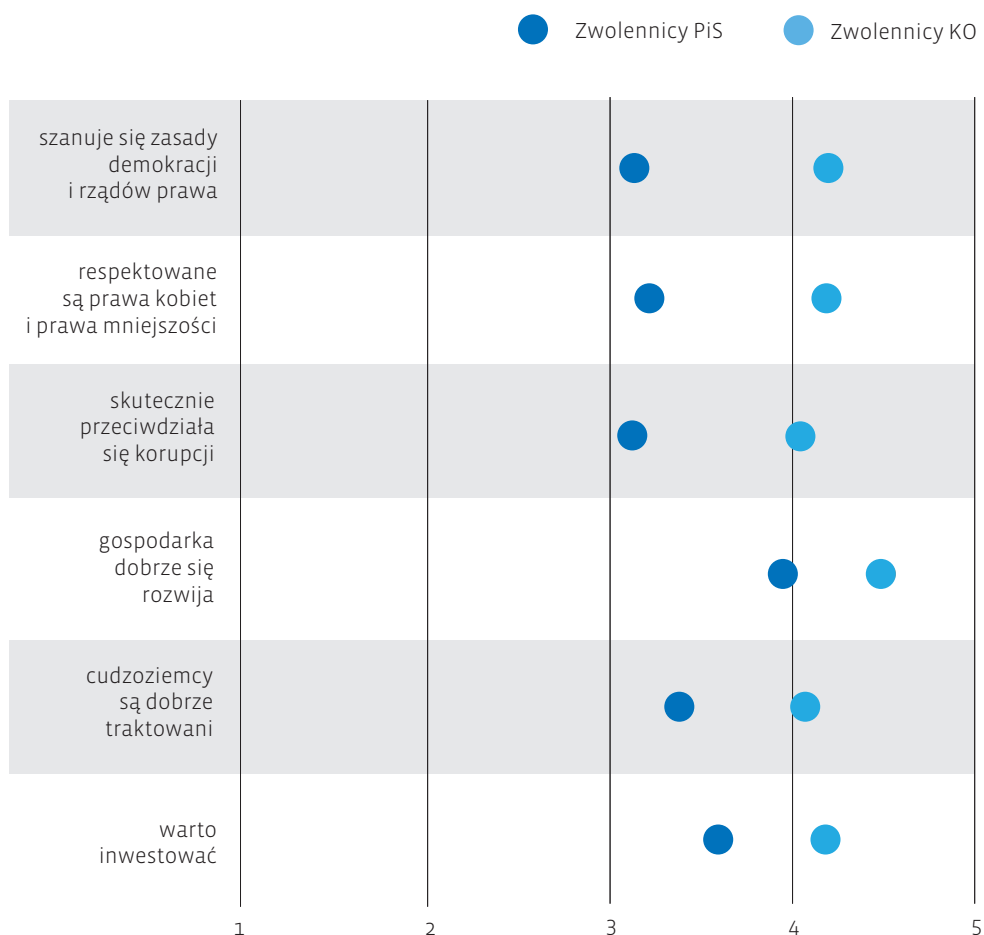 Zwolennicy PiS
Zwolennicy KO
szanuje się zasady
demokracji
i rządów prawa
respektowane
są prawa kobiet
i prawa mniejszości
skutecznie
przeciwdziała
się korupcji
gospodarka
dobrze się
rozwija
cudzoziemcy
są dobrze
traktowani
warto
inwestować
1 2 3 4 5